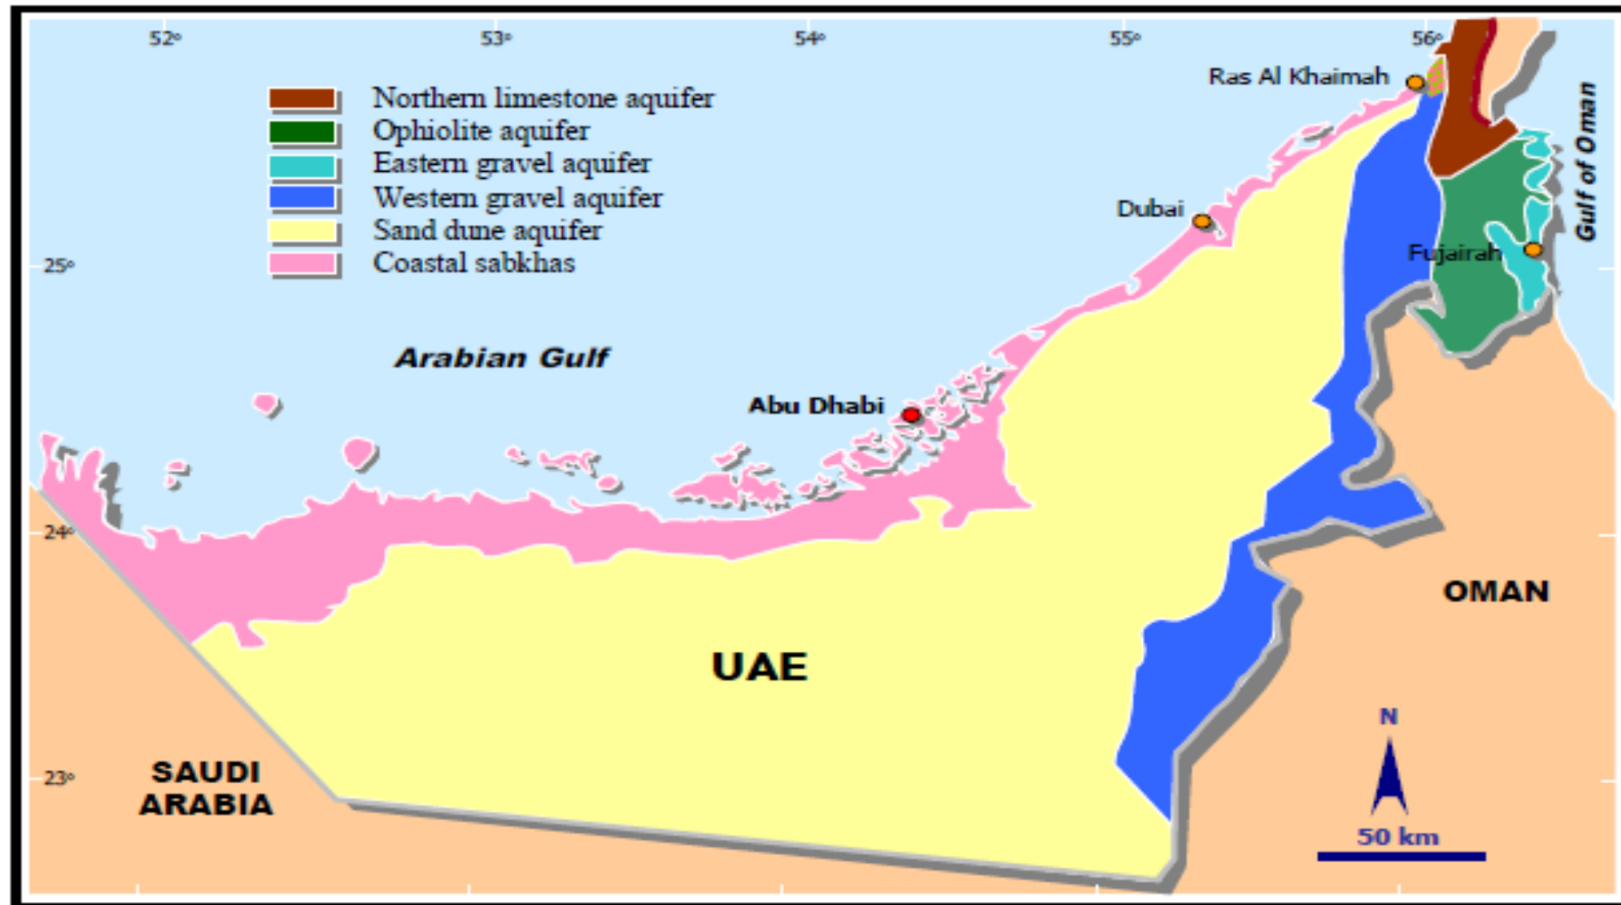 52°
53°
54°
55°
56°
Ras Al Khaimah
Northern limestone aquifer
Ophiolite aquifer
Eastern gravel aquifer
Western gravel aquifer
Sand dune aquifer
Coastal sabkhas
Gulf of Oman
Dubai
Fujairah
25°
Arabian Gulf
Abu Dhabi
24°
OMAN
UAE
N
23°
SAUDI
ARABIA
50 km